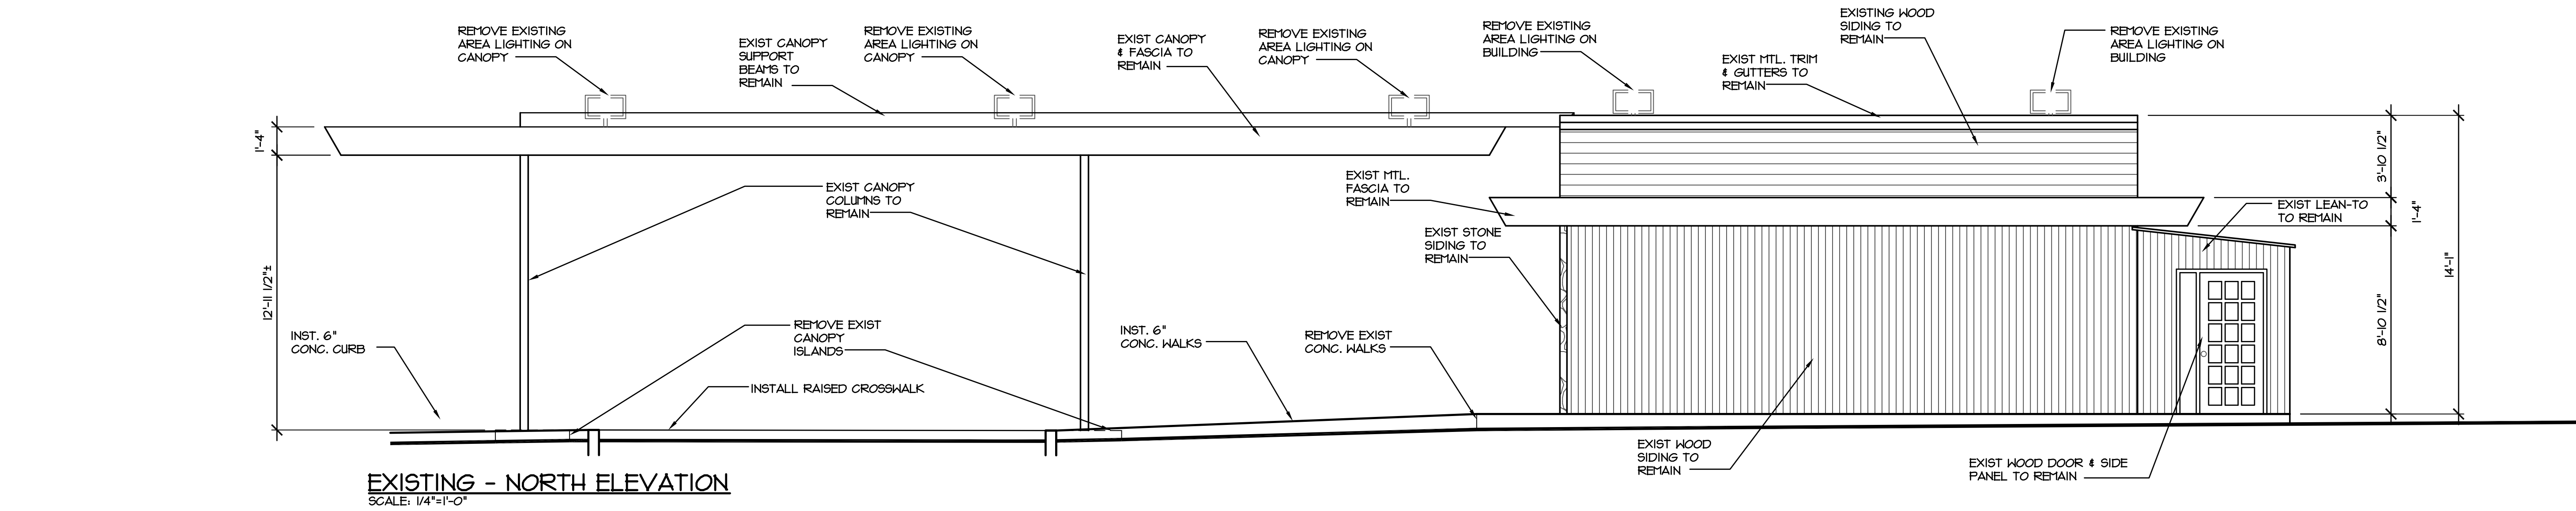 REMOVE EXISTING
AREA LIGHTING ON
CANOPY
EXIST CANOPY
SUPPORT
BEAMS TO
REMAIN
REMOVE EXISTING
AREA LIGHTING ON
CANOPY
EXIST CANOPY
& FASCIA TO
REMAIN
REMOVE EXISTING
AREA LIGHTING ON
CANOPY
REMOVE EXISTING
AREA LIGHTING ON
BUILDING
EXIST MTL. TRIM
& GUTTERS TO
REMAIN
EXISTING WOOD
SIDING TO
REMAIN
REMOVE EXISTING
AREA LIGHTING ON
BUILDING
1'-4"
12'-11 1/2"±
EXIST CANOPY
COLUMNS TO
REMAIN
EXIST MTL.
FASCIA TO
REMAIN
EXIST STONE
SIDING TO
REMAIN
EXIST LEAN-TO
TO REMAIN
3'-10 1/2"
1'-4"
8'-10 1/2"
14'-1"
INST. 6"
CONC. CURB
REMOVE EXIST
CANOPY
ISLANDS
INSTALL RAISED CROSSWALK
INST. 6"
CONC. WALKS
REMOVE EXIST
CONC. WALKS
EXIST WOOD
SIDING TO
REMAIN
EXIST WOOD DOOR & SIDE
PANEL TO REMAIN
EXISTING - NORTH ELEVATION
SCALE: 1/4"=1'-0"